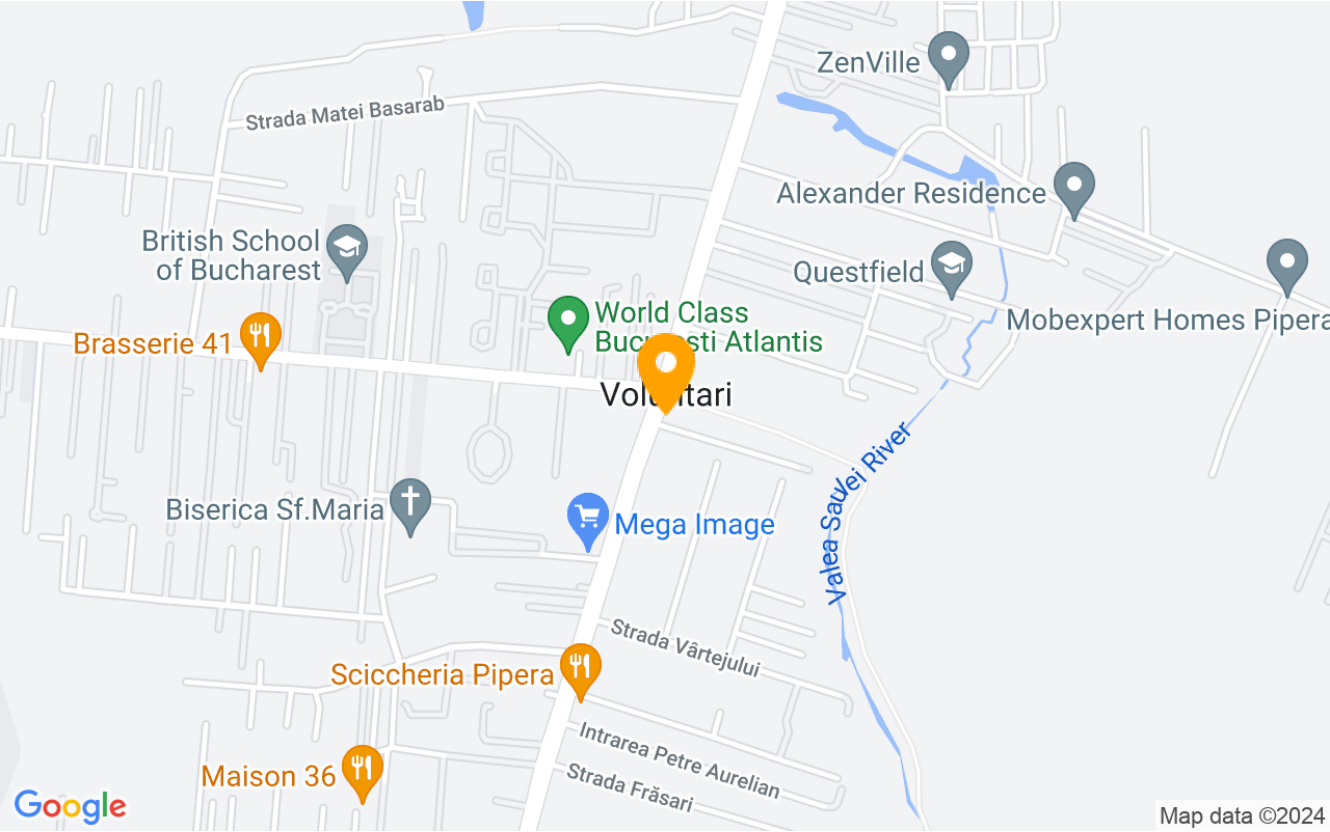 ZenVille
Strada Matei Basarab
Alexander Residence
British School
of Bucharest
Questfield
World Class
București Atlantis
Mobexpert Homes Pipera
Brasserie 41
Voluntari
Valea Saulei River
Biserica Sf.Maria
Mega Image
Strada Vârtejului
Sciccheria Pipera
Intrarea Petre Aurelian
Maison 36
Strada Frăsari
Google
Map data ©2024